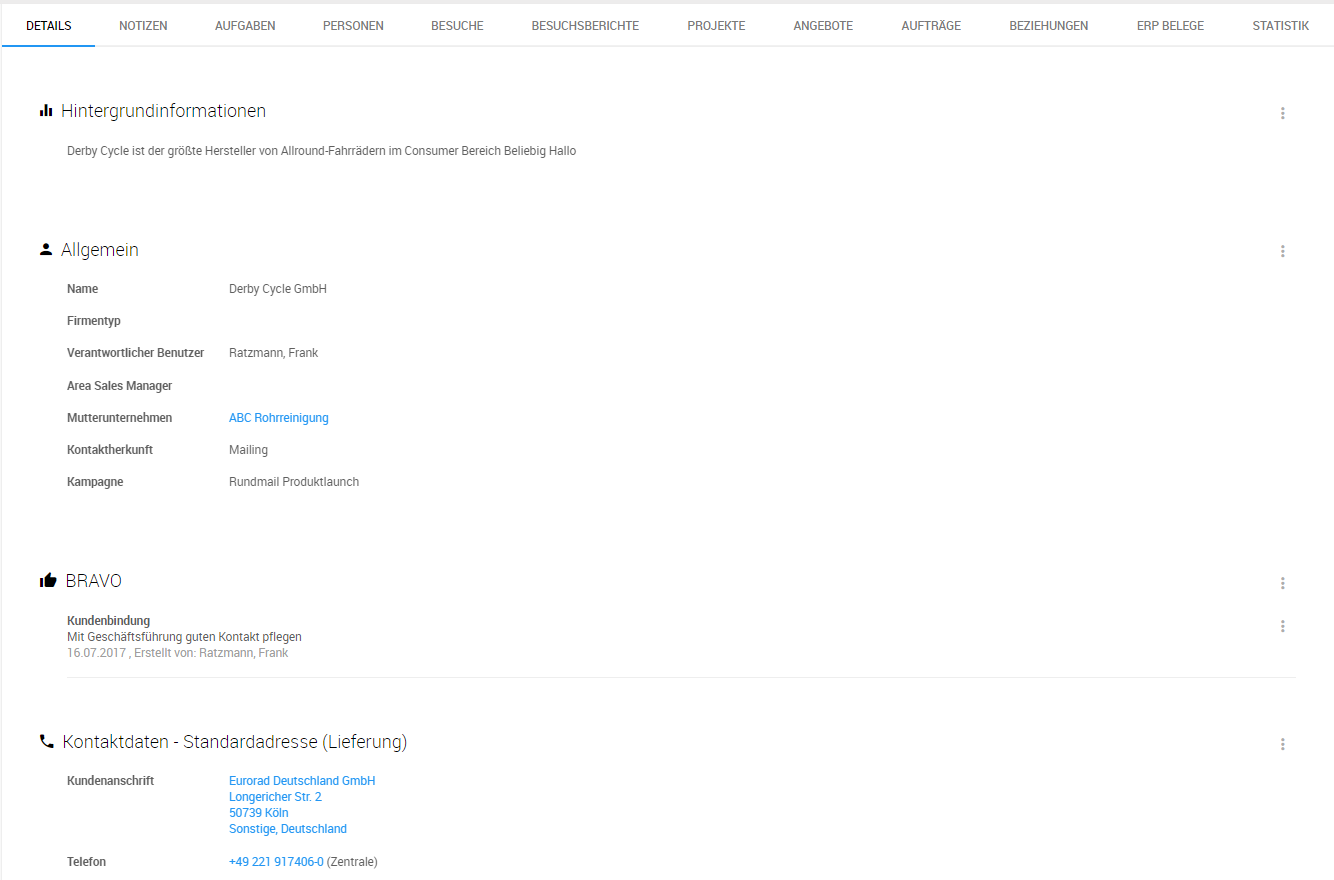 DETAILS NOTIZEN AUFGABEN PERSONEN BESUCHE BESUCHSBERICHTE PROJEKTE ANGEBOTE AUFTRÄGE BEZIEHUNGEN ERP BELEGE STATISTIK
Hintergrundinformationen
Derby Cycle ist der größte Hersteller von Allround-Fahrrädern im Consumer Bereich Beliebig Hallo
Allgemein
Name Derby Cycle GmbH
Firmentyp
Verantwortlicher Benutzer Ratzmann, Frank
Area Sales Manager
Mutterunternehmen ABC Rohrreinigung
Kontaktherkunft Mailing
Kampagne Rundmail Produktlaunch
BRAVO
Kundenbindung
Mit Geschäftsführung guten Kontakt pflegen
16.07.2017 , Erstellt von: Ratzmann, Frank
Kontaktdaten - Standardadresse (Lieferung)
Kundenanschrift Eurorad Deutschland GmbH
Longericher Str. 2
50739 Köln
Sonstige, Deutschland
Telefon +49 221 917406-0 (Zentrale)